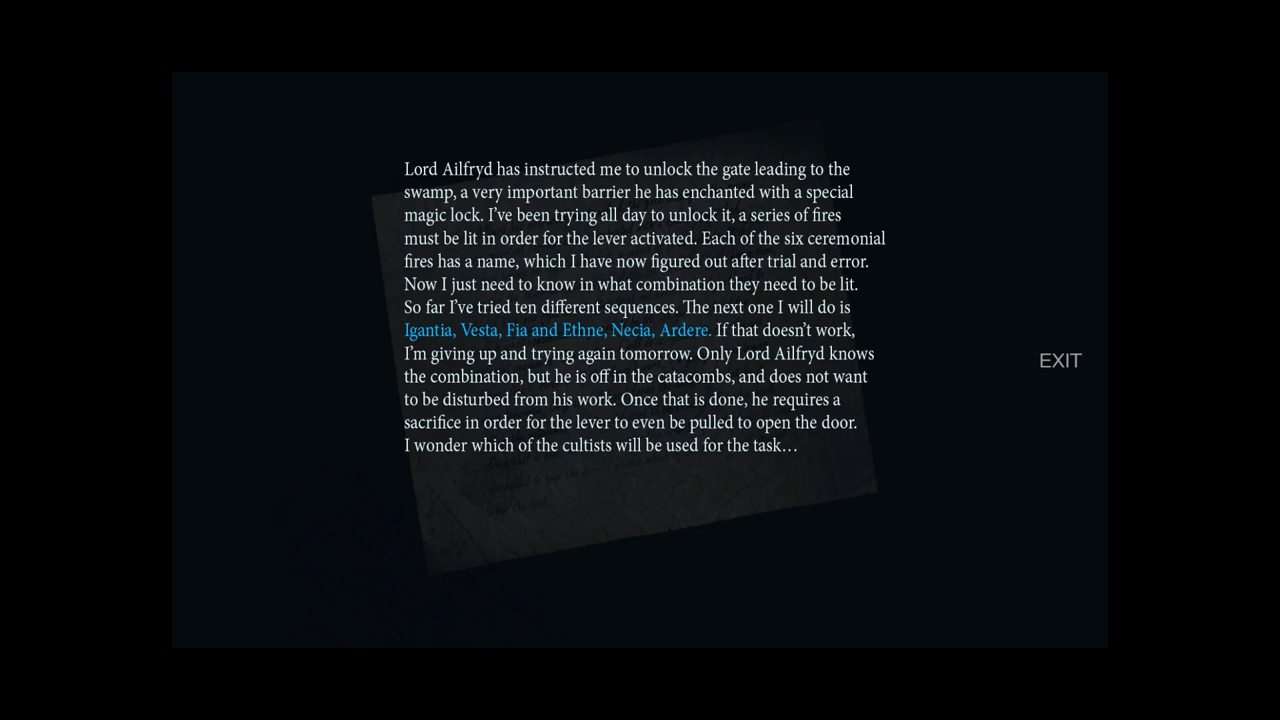 Lord Ailfryd has instructed me to unlock the gate leading to the
swamp, a very important barrier he has enchanted with a special
magic lock. I've been trying all day to unlock it, a series of fires
must be lit in order for the lever activated. Each of the six ceremonial
fires has a name, which I have now figured out after trial and error.
Now I just need to know in what combination they need to be lit.
So far I've tried ten different sequences. The next one I will do is
Igantia, Vesta, Fia and Ethne, Necia, Ardere. If that doesn't work,
I'm giving up and trying again tomorrow. Only Lord Ailfryd knows
the combination, but he is off in the catacombs, and does not want
to be disturbed from his work. Once that is done, he requires a
sacrifice in order for the lever to even be pulled to open the door.
I wonder which of the cultists will be used for the task…
EXIT